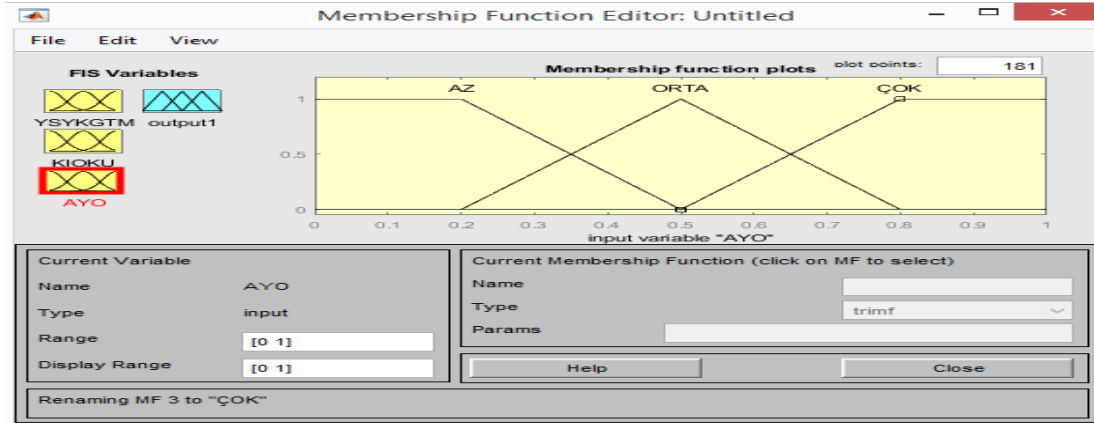 Membership Function Editor: Untitled
File Edit View
FIS Variables
YSYKGTM output1
KIOKU
AYO
Membership function plots plot points: 181
AZ ORTA ÇOK
1
0.5
0
0 0.1 0.2 0.3 0.4 0.5 0.6 0.7 0.8 0.9 1
input variable "AYO"
Current Variable
Name AYO
Type input
Range [0 1]
Display Range [0 1]
Current Membership Function (click on MF to select)
Name
Type trimf
Params
Help Close
Renaming MF 3 to "ÇOK"